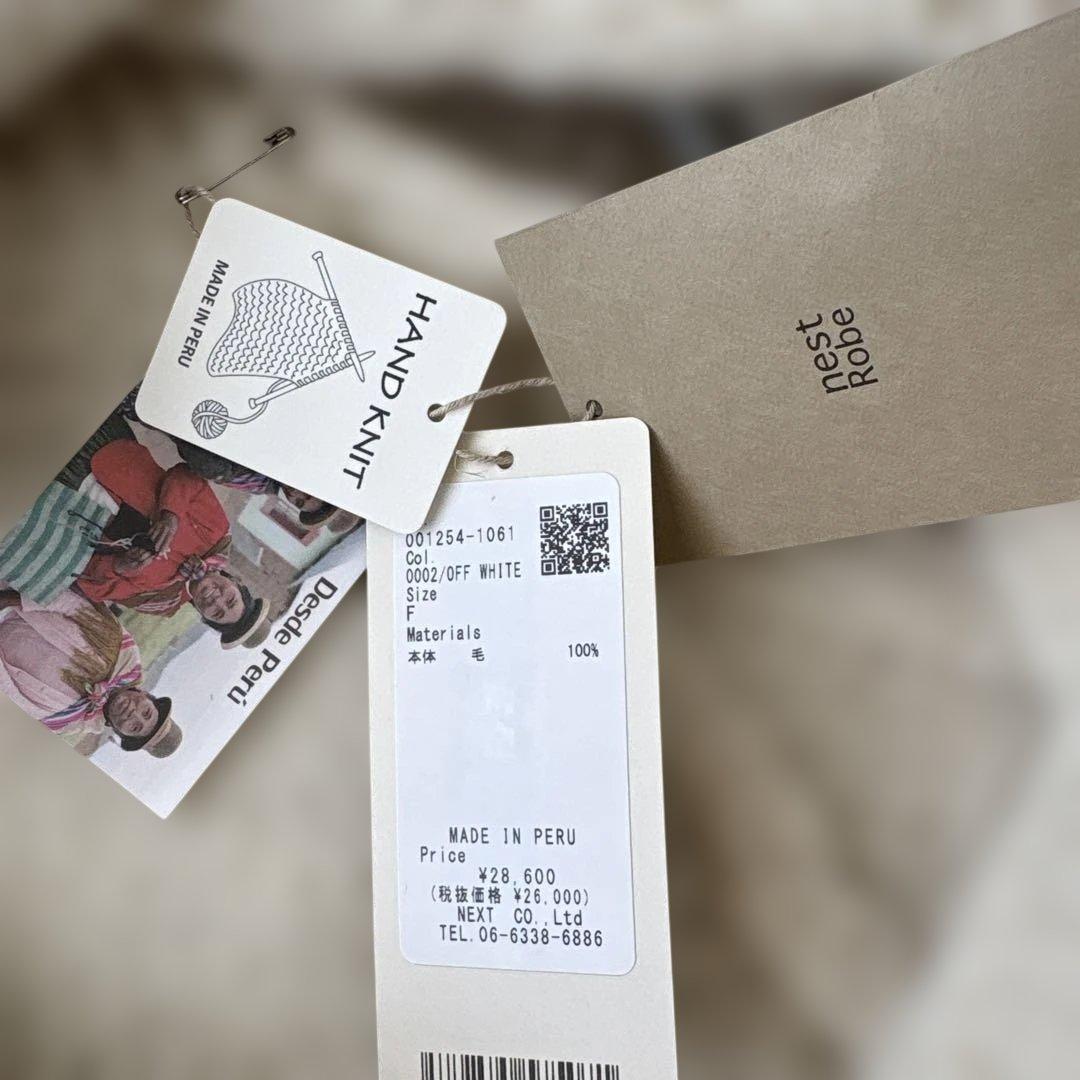 HAND KNIT
MADE IN PERU
Desde Perú
nest
Robe
001254-1061
Col.
0002/OFF WHITE
Size
F
Materials
本体 毛 100%
MADE IN PERU
Price
¥28,600
(税抜価格 ¥26,000)
NEXT CO.,Ltd
TEL.06-6338-6886